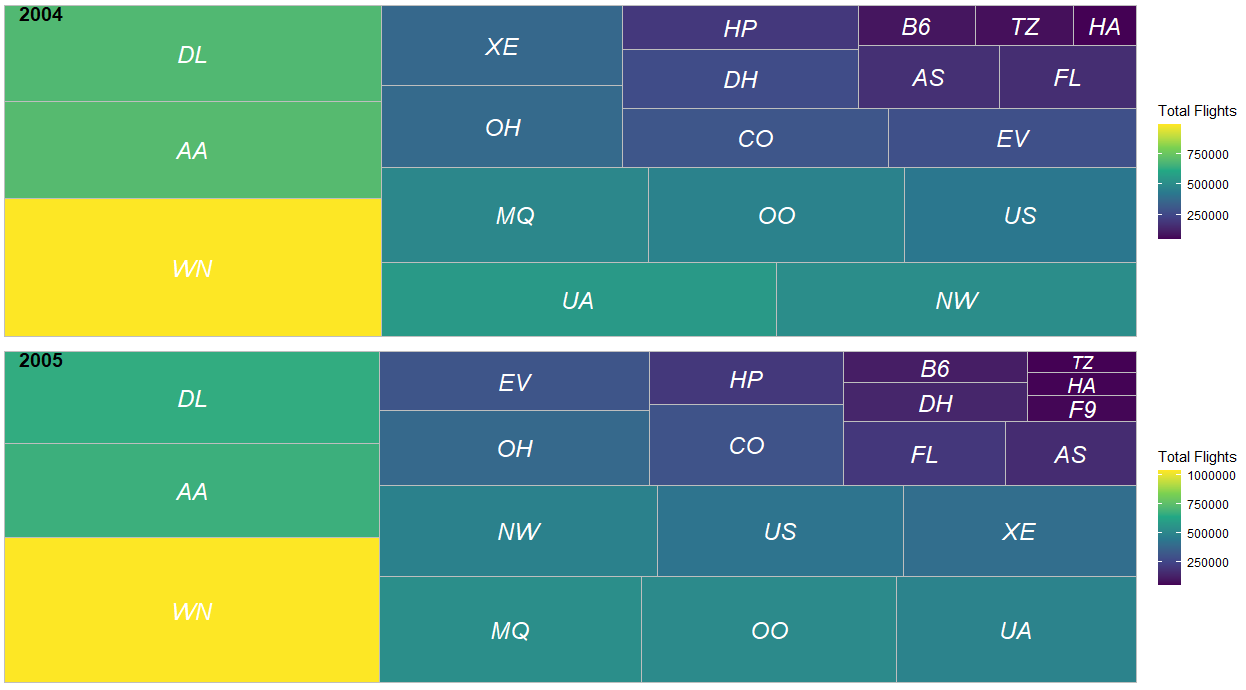 2004
DL
AA
WN
XE
OH
HP
DH
B6
TZ
HA
AS
FL
CO
EV
MQ
OO
US
UA
NW
Total Flights
750000
500000
250000
2005
DL
AA
WN
EV
OH
HP
CO
B6
DH
TZ
HA
F9
FL
AS
NW
US
XE
MQ
OO
UA
Total Flights
1000000
750000
500000
250000